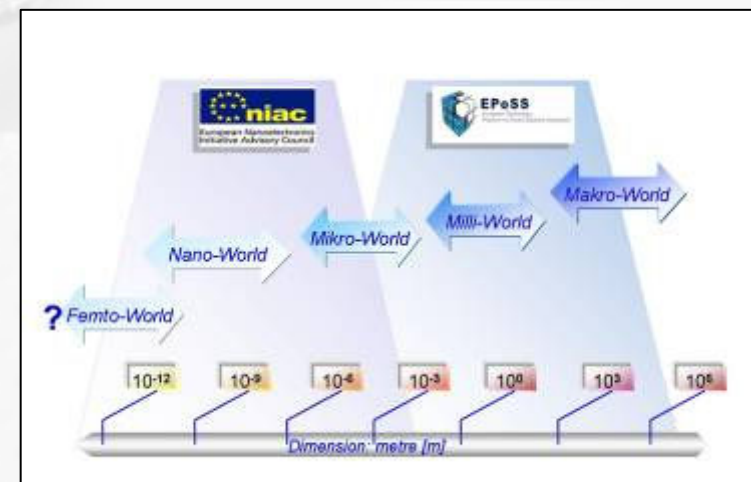 eniac
European Nanoelectronics
Initiative Advisory Council
EPoSS
Makro-World
Milli-World
Mikro-World
Nano-World
? Femto-World
10-12
10-9
10-6
10-3
100
103
106
Dimension: metre [m]